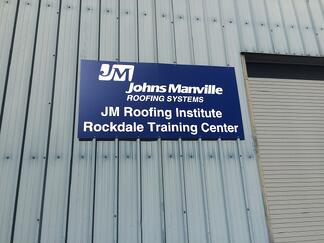 JM
Johns Manville
ROOFING SYSTEMS
JM Roofing Institute
Rockdale Training Center